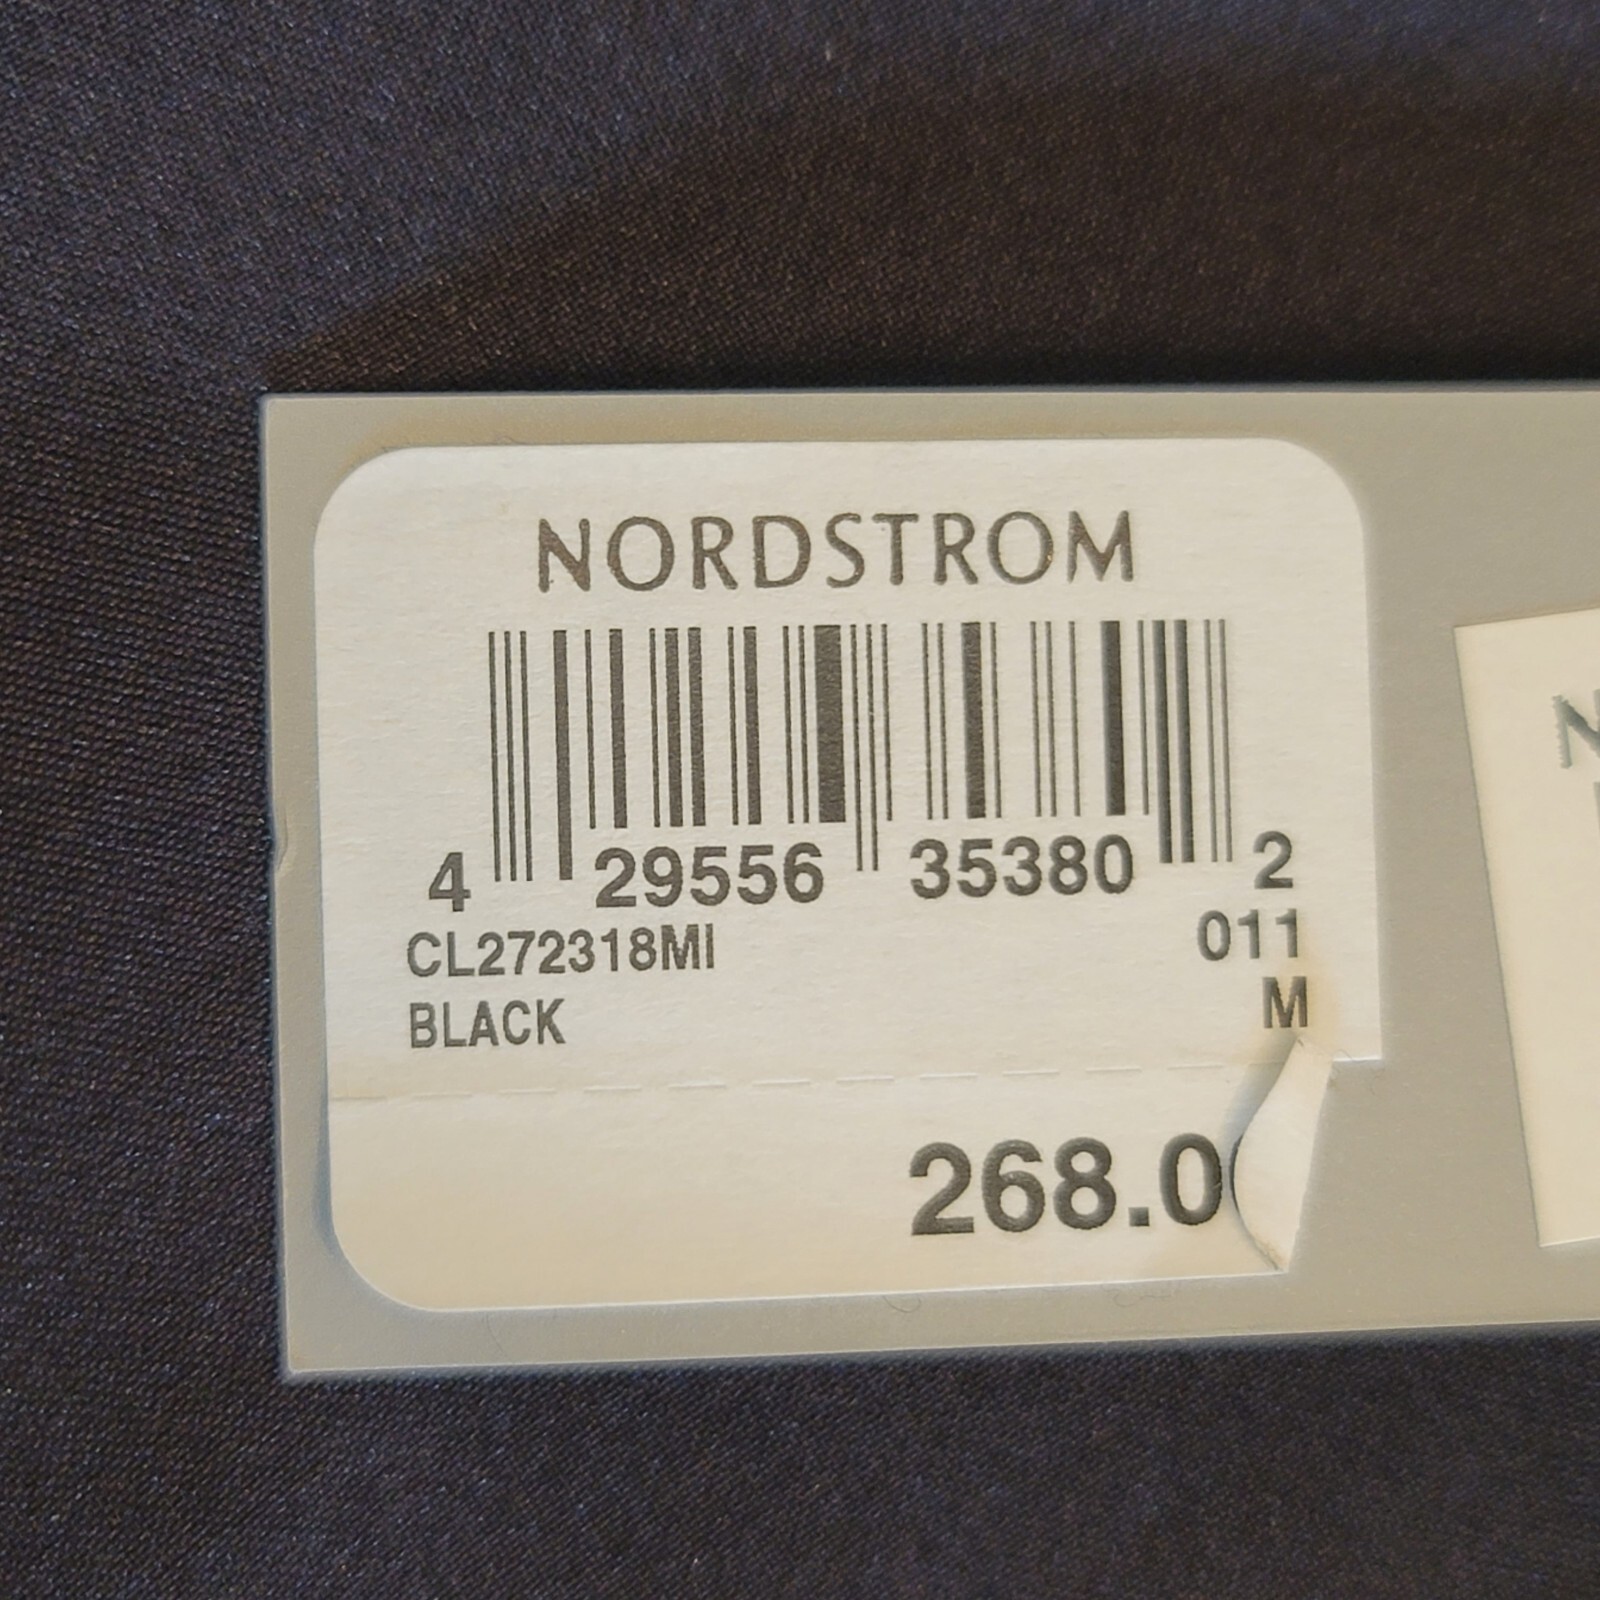 NORDSTROM
4 29556 35380 2
CL272318MI 011
BLACK M
268.0